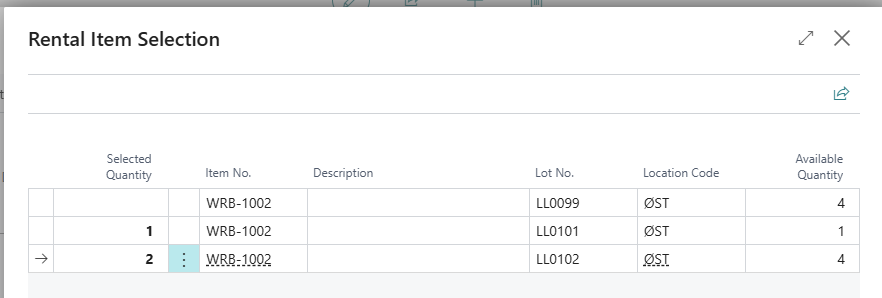 Rental Item Selection
Selected Quantity Item No. Description Lot No. Location Code Available Quantity
WRB-1002 LL0099 ØST 4
1 WRB-1002 LL0101 ØST 1
2 WRB-1002 LL0102 ØST 4